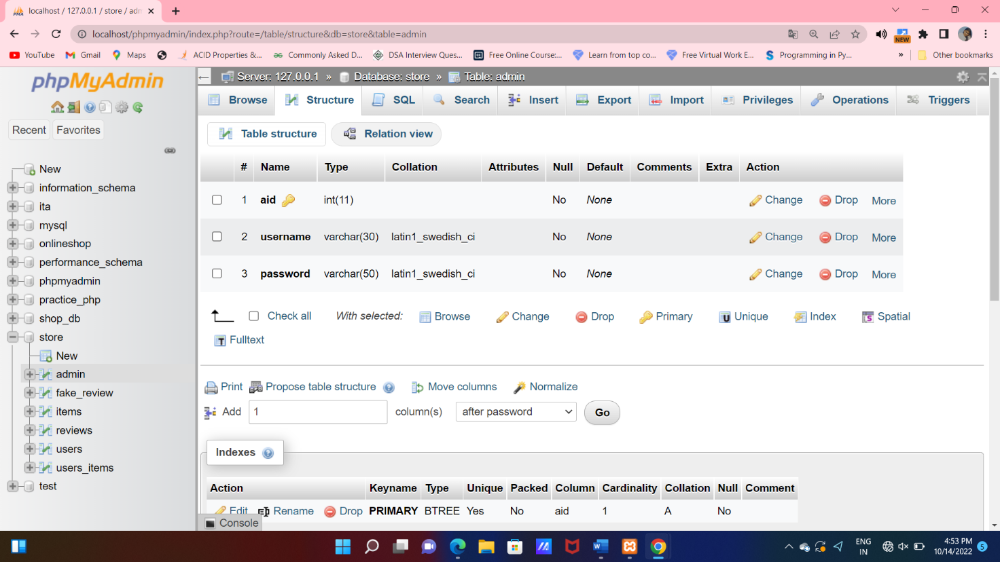 localhost / 127.0.0.1 / store / adm
localhost/phpmyadmin/index.php?route=/table/structure&db=store&table=admin
NEW
YouTube Gmail Maps ACID Properties &... Commonly Asked D... DSA Interview Ques... Free Online Course:... Learn from top co... Free Virtual Work E... Programming in Py... » Other bookmarks
phpMyAdmin
Recent Favorites
New
information_schema
ita
mysql
onlineshop
performance_schema
phpmyadmin
practice_php
shop_db
store
New
admin
fake_review
items
reviews
users
users_items
test
Server: 127.0.0.1 » Database: store » Table: admin
Browse Structure SQL Search Insert Export Import Privileges Operations Triggers
Table structure Relation view
# Name Type Collation Attributes Null Default Comments Extra Action
1 aid int(11) No None Change Drop More
2 username varchar(30) latin1_swedish_ci No None Change Drop More
3 password varchar(50) latin1_swedish_ci No None Change Drop More
Check all With selected: Browse Change Drop Primary Unique Index Spatial
Fulltext
Print Propose table structure Move columns Normalize
Add 1 column(s) after password Go
Indexes
Action Keyname Type Unique Packed Column Cardinality Collation Null Comment
Edit Rename Drop PRIMARY BTREE Yes No aid 1 A No
Console
ENG
IN
4:53 PM
10/14/2022
5